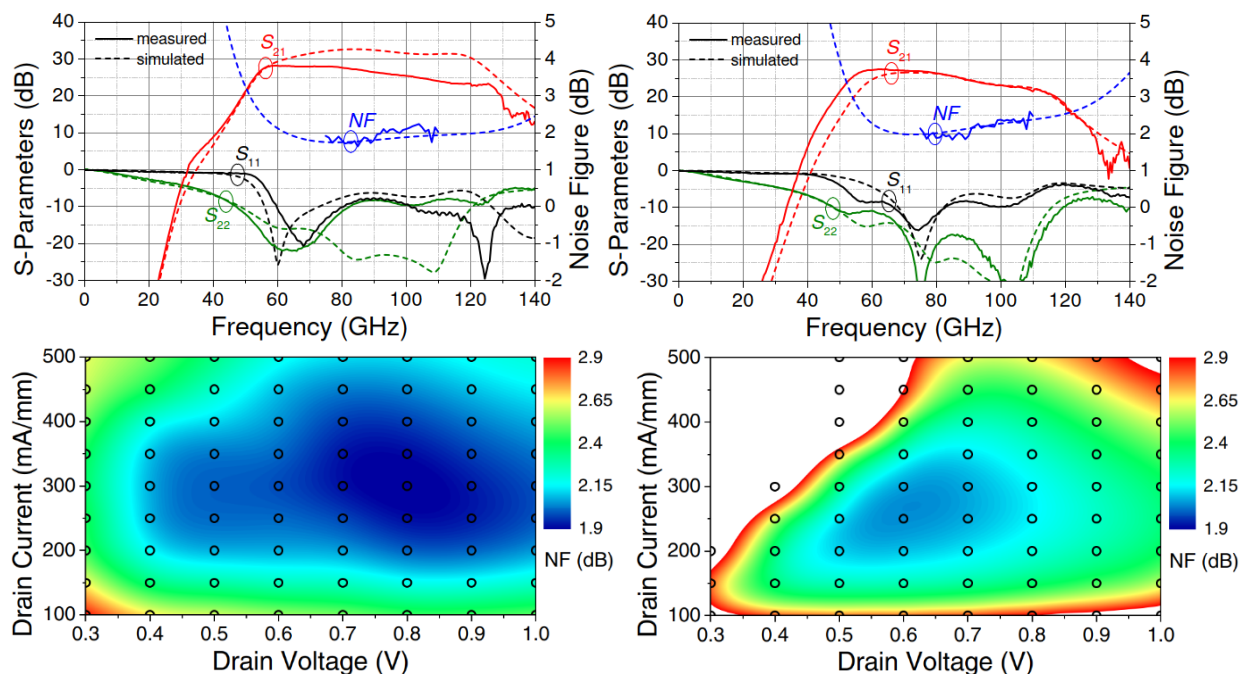 40
30
20
10
0
-10
-20
-30
S-Parameters (dB)
measured
simulated
S21
NF
S11
S22
5
4
3
2
1
0
-1
-2
Noise Figure (dB)
0 20 40 60 80 100 120 140
Frequency (GHz)
40
30
20
10
0
-10
-20
-30
S-Parameters (dB)
measured
simulated
S21
NF
S11
S22
5
4
3
2
1
0
-1
-2
Noise Figure (dB)
0 20 40 60 80 100 120 140
Frequency (GHz)
500
400
300
200
100
Drain Current (mA/mm)
0.3 0.4 0.5 0.6 0.7 0.8 0.9 1.0
Drain Voltage (V)
2.9
2.65
2.4
2.15
1.9
NF (dB)
500
400
300
200
100
Drain Current (mA/mm)
0.3 0.4 0.5 0.6 0.7 0.8 0.9 1.0
Drain Voltage (V)
2.9
2.65
2.4
2.15
1.9
NF (dB)